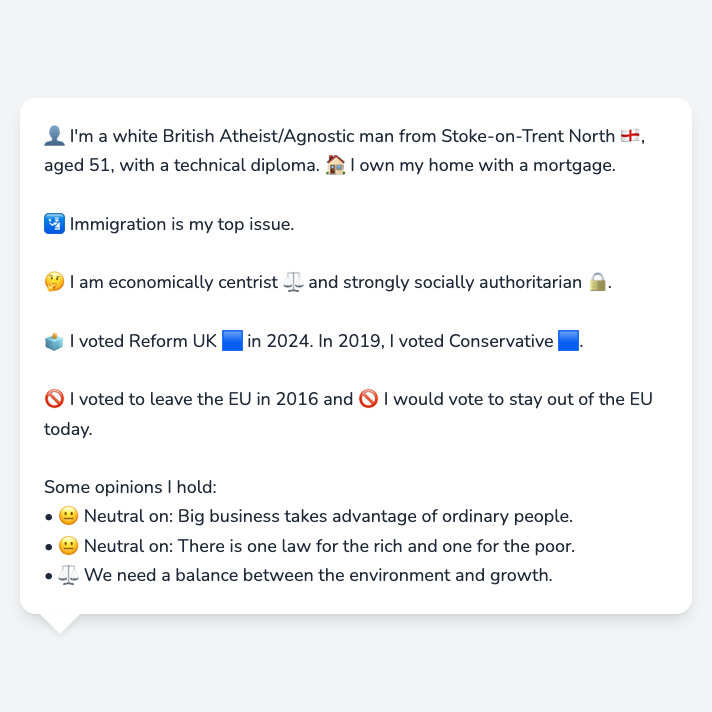 👤 I'm a white British Atheist/Agnostic man from Stoke-on-Trent North 🏴󠁧󠁢󠁥󠁮󠁧󠁿,
aged 51, with a technical diploma. 🏠 I own my home with a mortgage.
🛂 Immigration is my top issue.
🤔 I am economically centrist ⚖️ and strongly socially authoritarian 🔒.
🗳️ I voted Reform UK 🟦 in 2024. In 2019, I voted Conservative 🟦.
🚫 I voted to leave the EU in 2016 and 🚫 I would vote to stay out of the EU
today.
Some opinions I hold:
• 😐 Neutral on: Big business takes advantage of ordinary people.
• 😐 Neutral on: There is one law for the rich and one for the poor.
• ⚖️ We need a balance between the environment and growth.